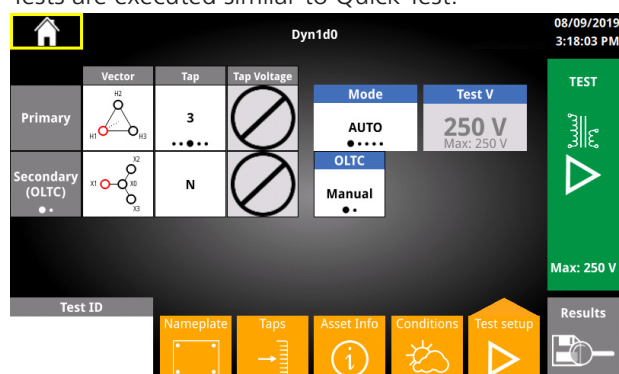 Tests are executed similar to Quick Test.
Dyn1d0
08/09/2019
3:18:03 PM
Vector
Tap
Tap Voltage
Primary
H2
H1
H3
3
Mode
AUTO
Test V
250 V
Max: 250 V
TEST
Max: 250 V
Secondary
(OLTC)
X2
X1
X0
X3
N
OLTC
Manual
Test ID
Nameplate
Taps
Asset Info
Conditions
Test setup
Results